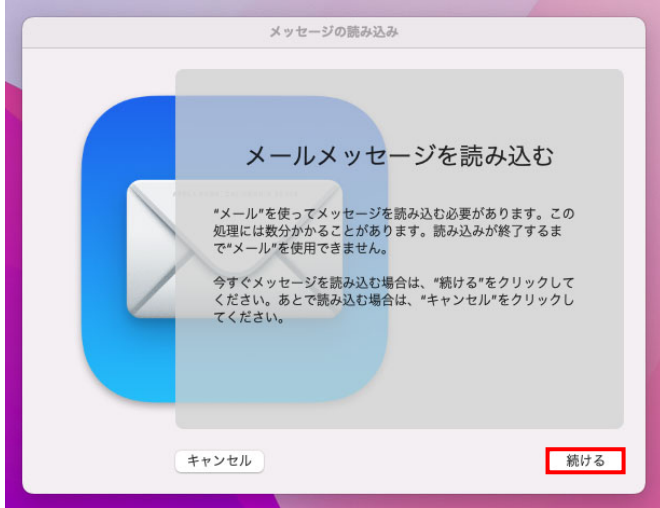 メッセージの読み込み
メールメッセージを読み込む
"メール"を使ってメッセージを読み込む必要があります。この
処理には数分かかることがあります。読み込みが終了するま
で"メール"を使用できません。
今すぐメッセージを読み込む場合は、"続ける"をクリックして
ください。あとで読み込む場合は、"キャンセル"をクリックし
てください。
キャンセル
続ける